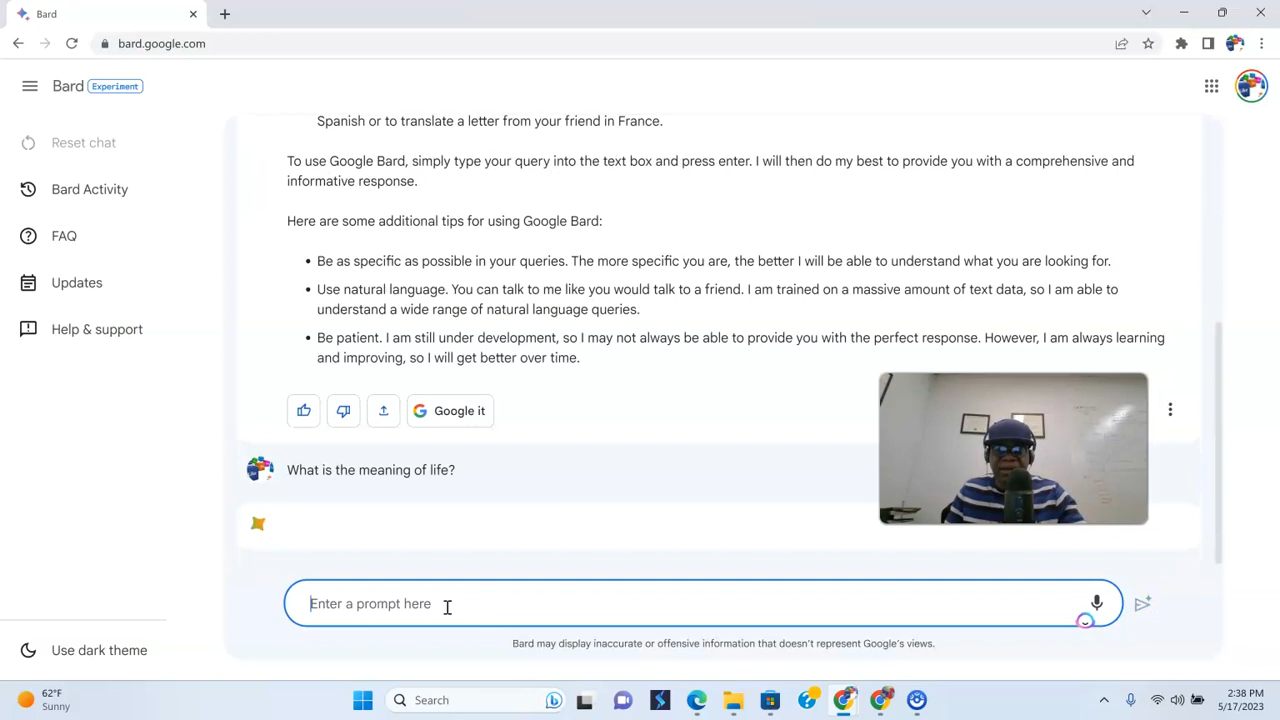 Bard
bard.google.com
Bard Experiment
Reset chat
Bard Activity
FAQ
Updates
Help & support
Use dark theme
Spanish or to translate a letter from your friend in France.
To use Google Bard, simply type your query into the text box and press enter. I will then do my best to provide you with a comprehensive and
informative response.
Here are some additional tips for using Google Bard:
• Be as specific as possible in your queries. The more specific you are, the better I will be able to understand what you are looking for.
• Use natural language. You can talk to me like you would talk to a friend. I am trained on a massive amount of text data, so I am able to
understand a wide range of natural language queries.
• Be patient. I am still under development, so I may not always be able to provide you with the perfect response. However, I am always learning
and improving, so I will get better over time.
Google it
What is the meaning of life?
Enter a prompt here
Bard may display inaccurate or offensive information that doesn't represent Google's views.
62°F
Sunny
Search
2:38 PM
5/17/2023